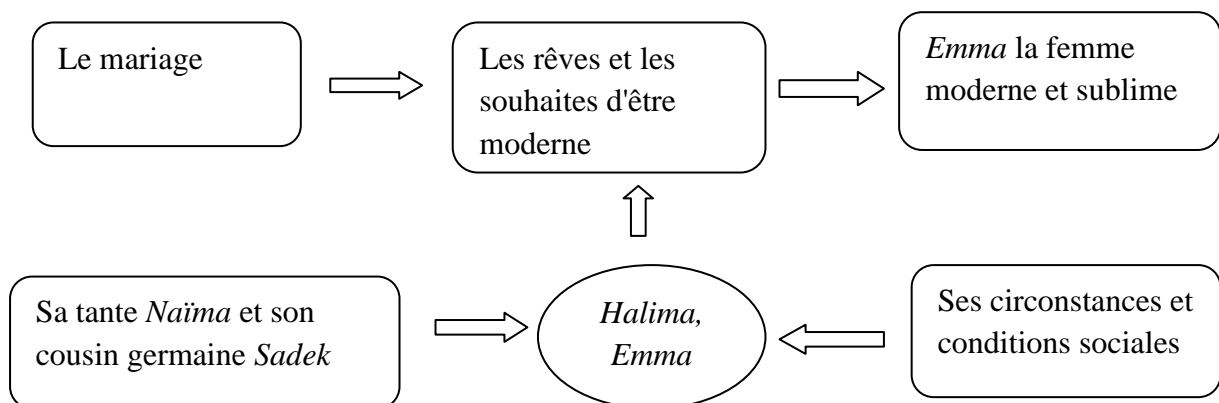 Le mariage
Les rêves et les
souhaites d'être
moderne
Emma la femme
moderne et sublime
Sa tante Naïma et son
cousin germaine Sadek
Halima,
Emma
Ses circonstances et
conditions sociales